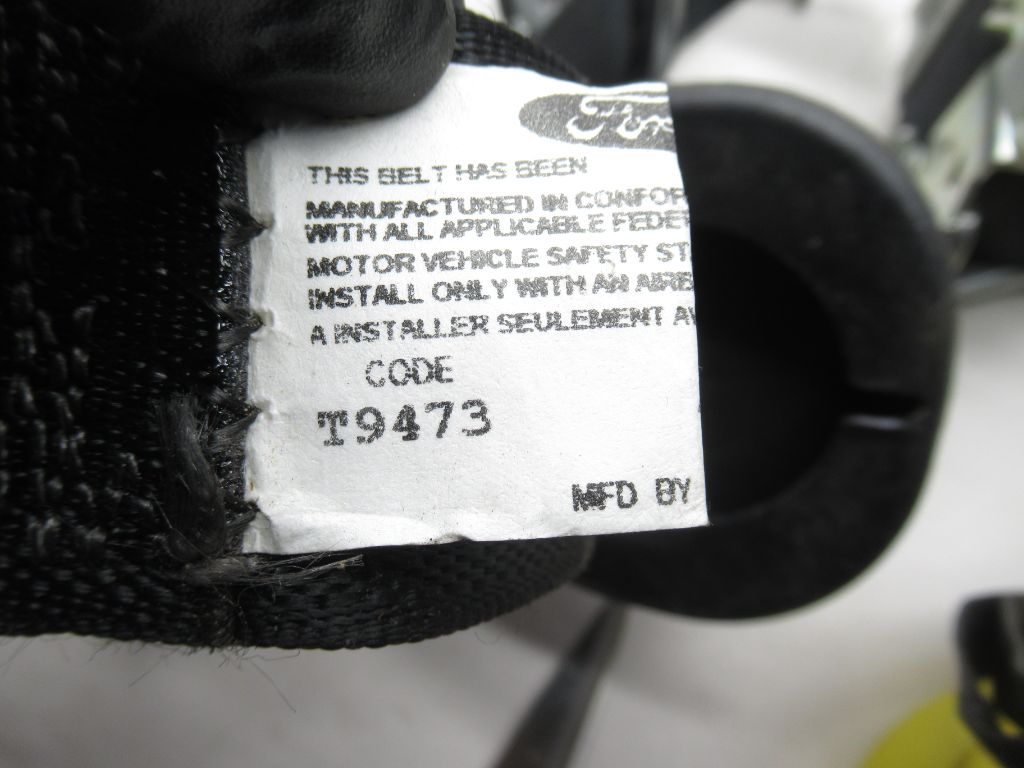 Ford
THIS BELT HAS BEEN
MANUFACTURED IN CONFOR
WITH ALL APPLICABLE FEDE
MOTOR VEHICLE SAFETY ST
INSTALL ONLY WITH AN AIRB
A INSTALLER SEULEMENT AV
CODE
T9473
MFD BY